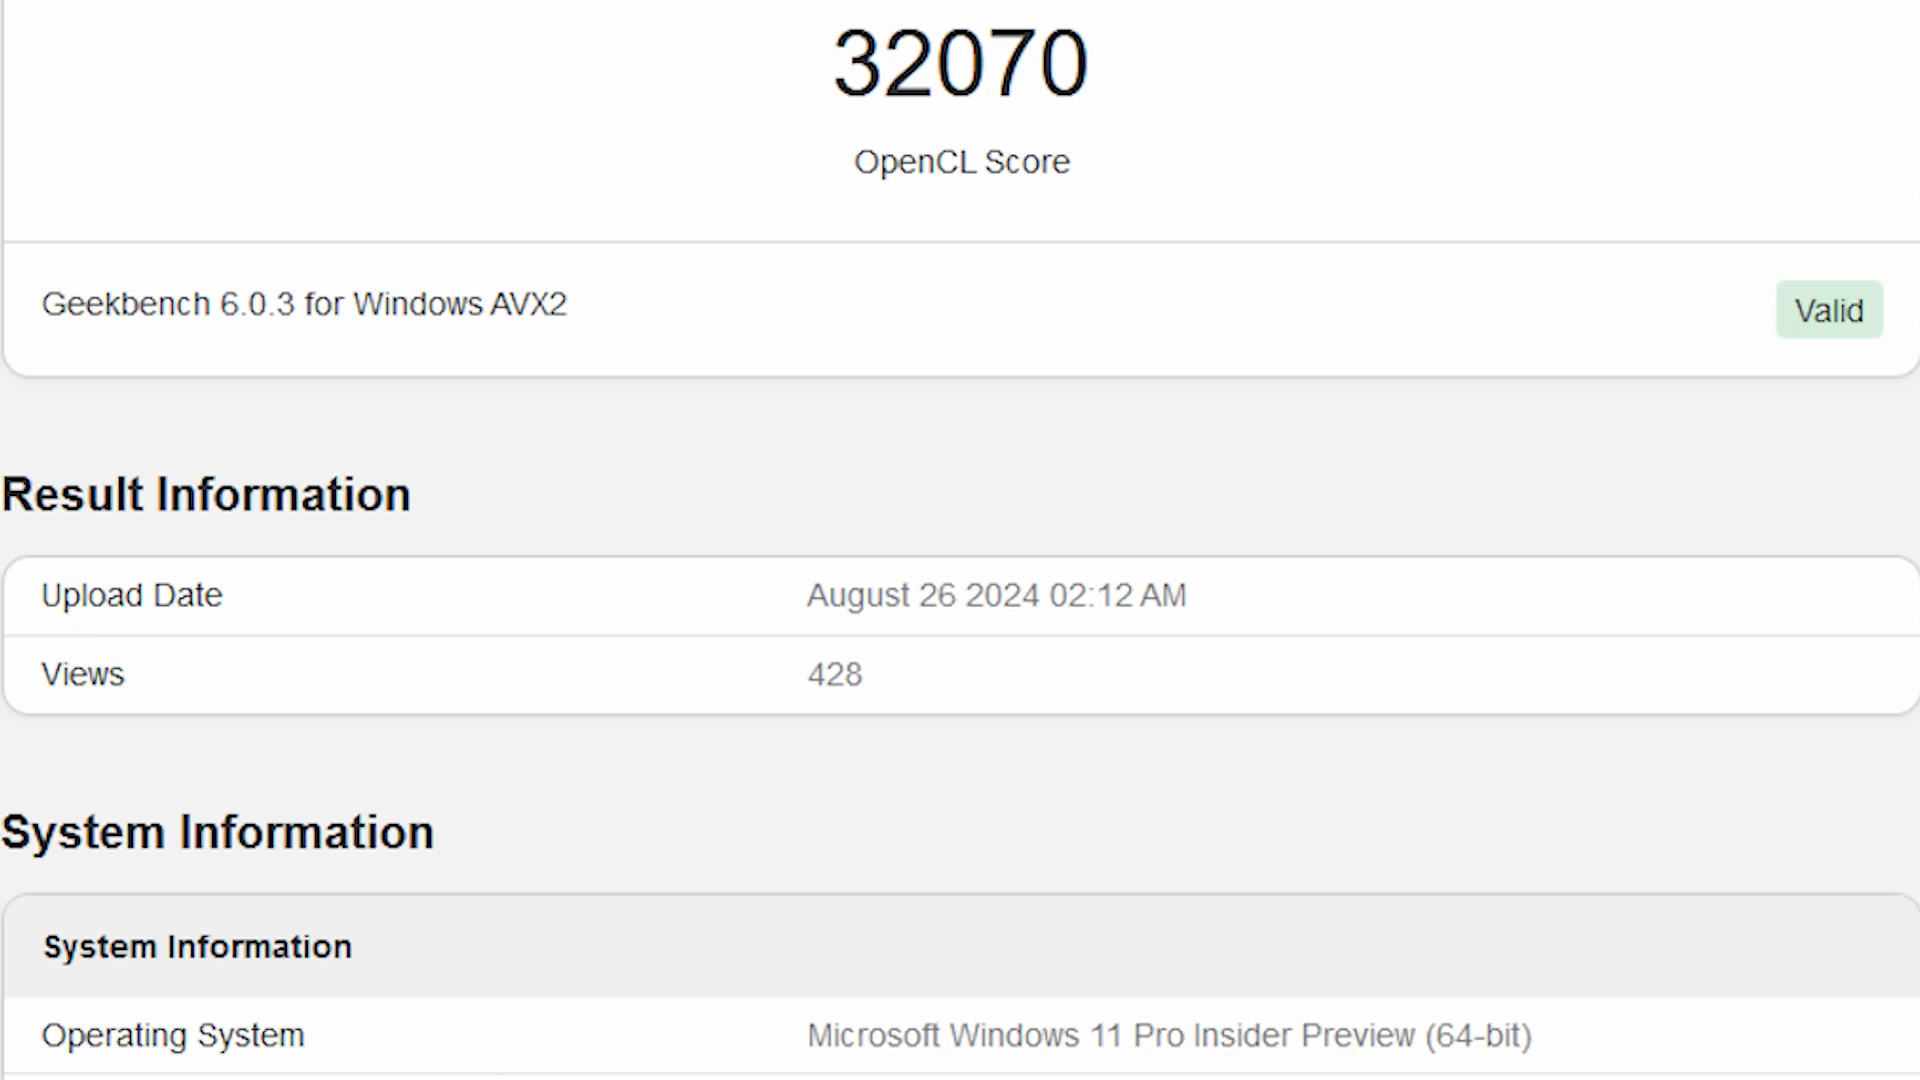 32070
OpenCL Score
Geekbench 6.0.3 for Windows AVX2
Valid
Result Information
Upload Date August 26 2024 02:12 AM
Views 428
System Information
System Information
Operating System Microsoft Windows 11 Pro Insider Preview (64-bit)